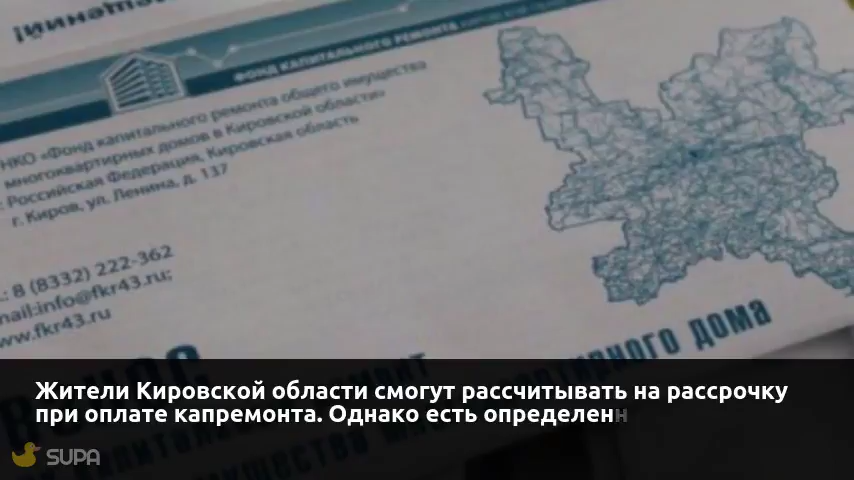 ФОНД КАПИТАЛЬНОГО РЕМОНТА
НКО «Фонд капитального ремонта общего имущества
многоквартирных домов в Кировской области»
: Российская Федерация, Кировская область
г. Киров, ул. Ленина, д. 137
.: 8 (8332) 222-362
mail:info@fkr43.ru;
www.fkr43.ru
дома
Жители Кировской области смогут рассчитывать на рассрочку
при оплате капремонта. Однако есть определенн
SUPA